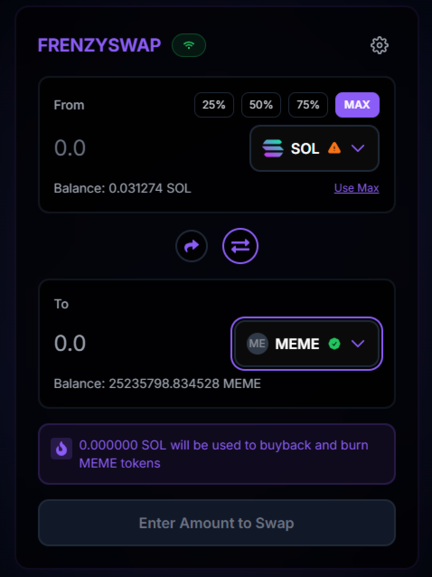 FRENZYSWAP
From 25% 50% 75% MAX
0.0 SOL
Balance: 0.031274 SOL Use Max
To
0.0 ME MEME
Balance: 25235798.834528 MEME
0.000000 SOL will be used to buyback and burn
MEME tokens
Enter Amount to Swap